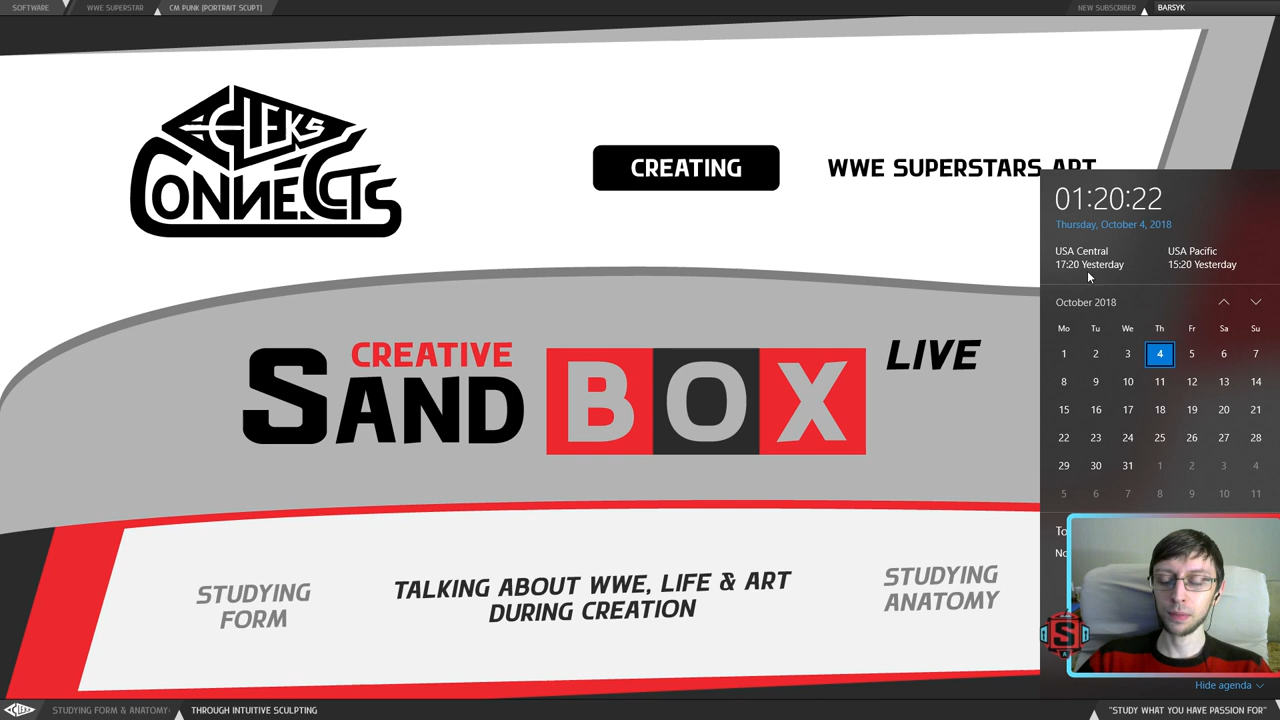 SOFTWARE
WWE SUPERSTAR
CM PUNK (PORTRAIT SCUPT)
NEW SUBSCRIBER
BARSYK
CLEKS
CONNECTS
CREATING
WWE SUPERSTARS ART
01:20:22
Thursday, October 4, 2018
USA Central
17:20 Yesterday
USA Pacific
15:20 Yesterday
October 2018
Mo Tu We Th Fr Sa Su
1 2 3 4 5 6 7
8 9 10 11 12 13 14
15 16 17 18 19 20 21
22 23 24 25 26 27 28
29 30 31 1 2 3 4
5 6 7 8 9 10 11
CREATIVE
SAND BOX LIVE
STUDYING
FORM
TALKING ABOUT WWE, LIFE & ART
DURING CREATION
STUDYING
ANATOMY
Hide agenda
STUDYING FORM & ANATOMY
THROUGH INTUITIVE SCULPTING
"STUDY WHAT YOU HAVE PASSION FOR"